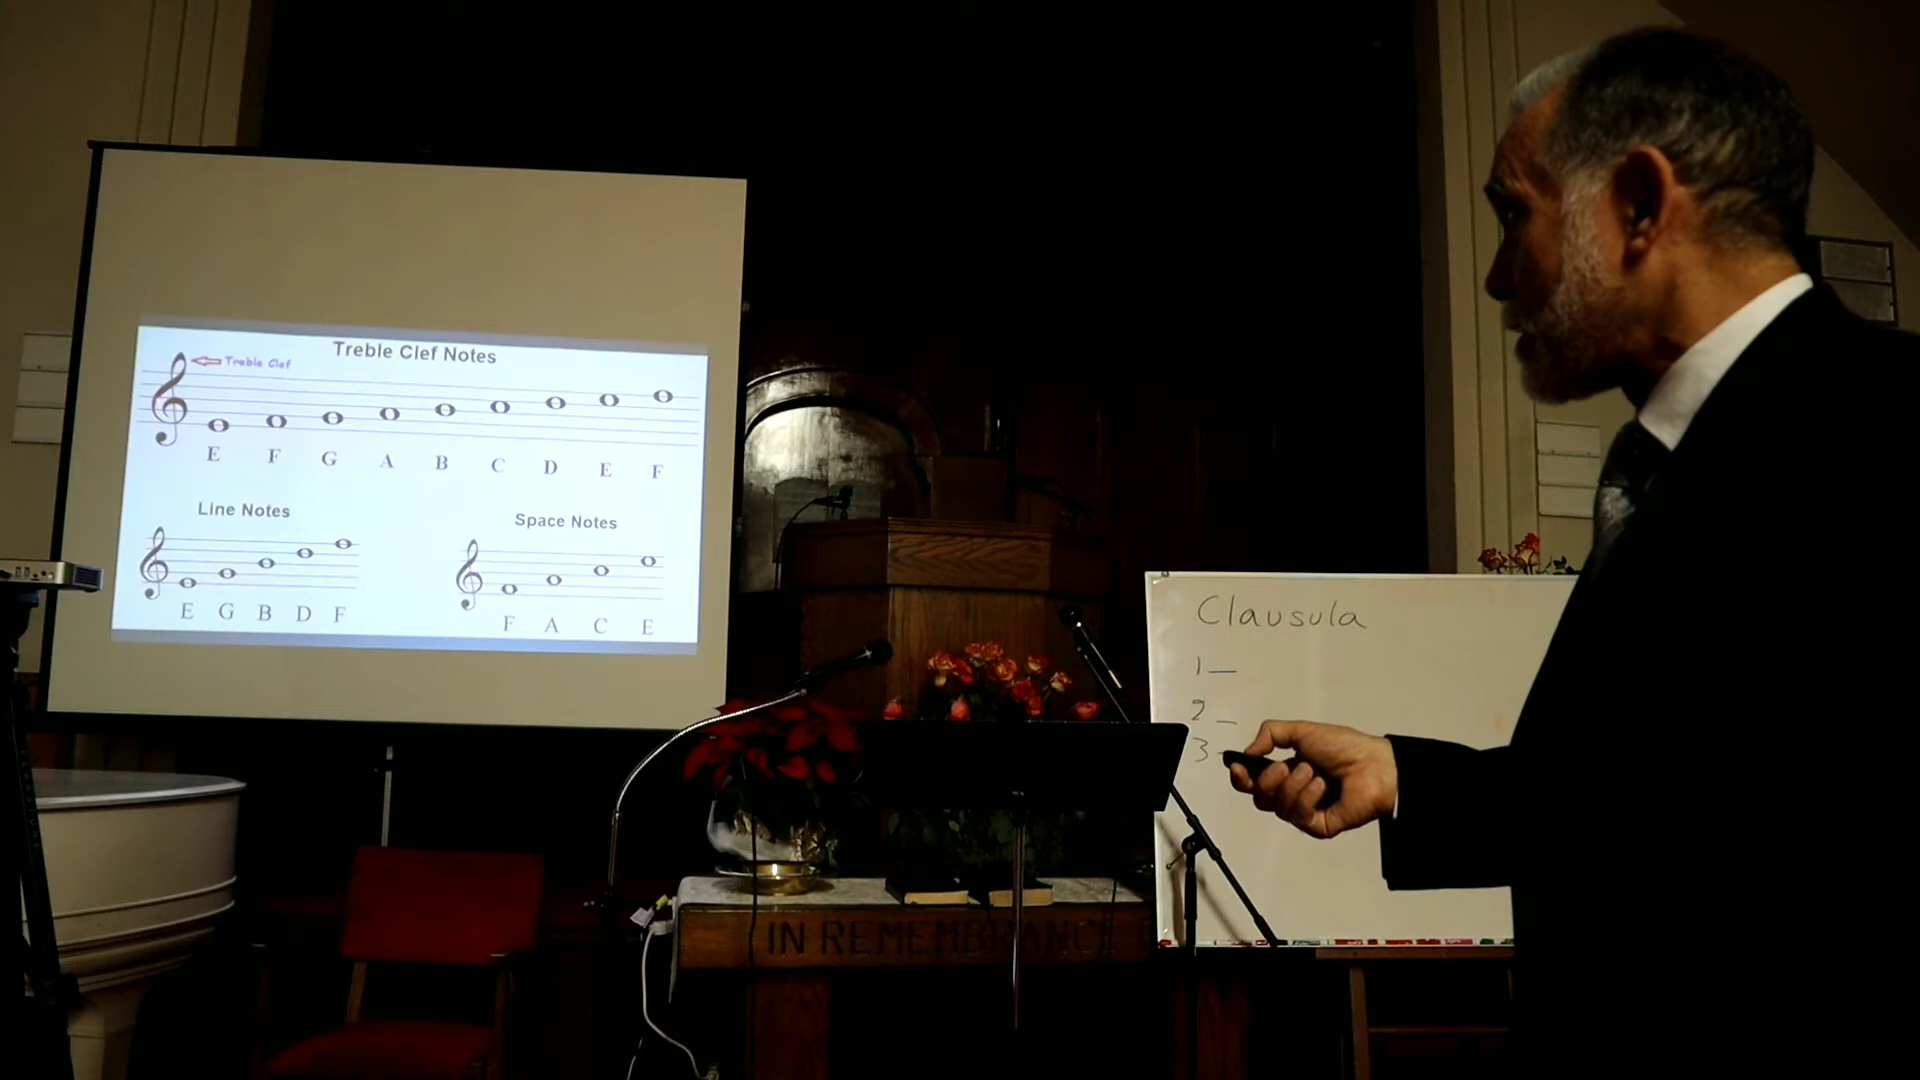 Treble Clef Notes
Treble Clef
E F G A B C D E F
Line Notes
E G B D F
Space Notes
F A C E
Clausula
1 —
2 —
3 -
IN REMEMBRANCE